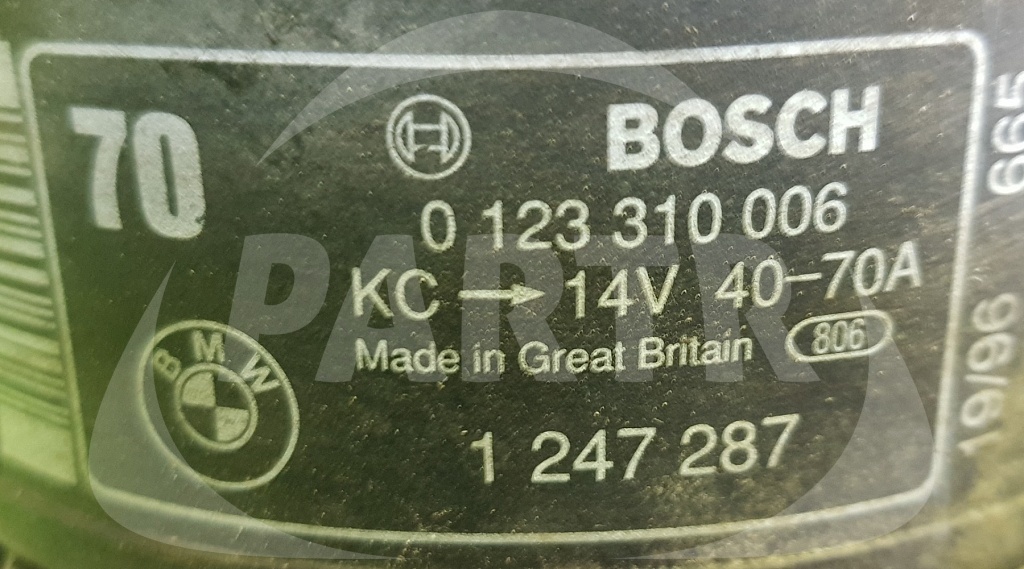 70
BOSCH
0 123 310 006
KC → 14V 40-70A
Made in Great Britain 806
BMW
1 247 287
665
19/96
PARTR